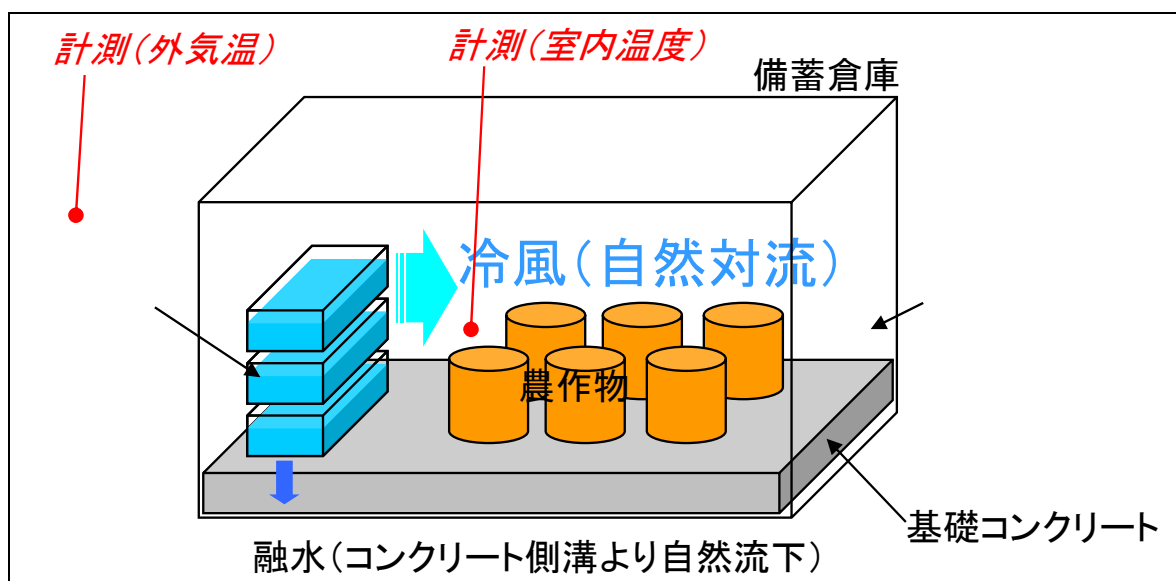 計測（外気温）
計測（室内温度）
備蓄倉庫
冷風（自然対流）
農作物
基礎コンクリート
融水（コンクリート側溝より自然流下）